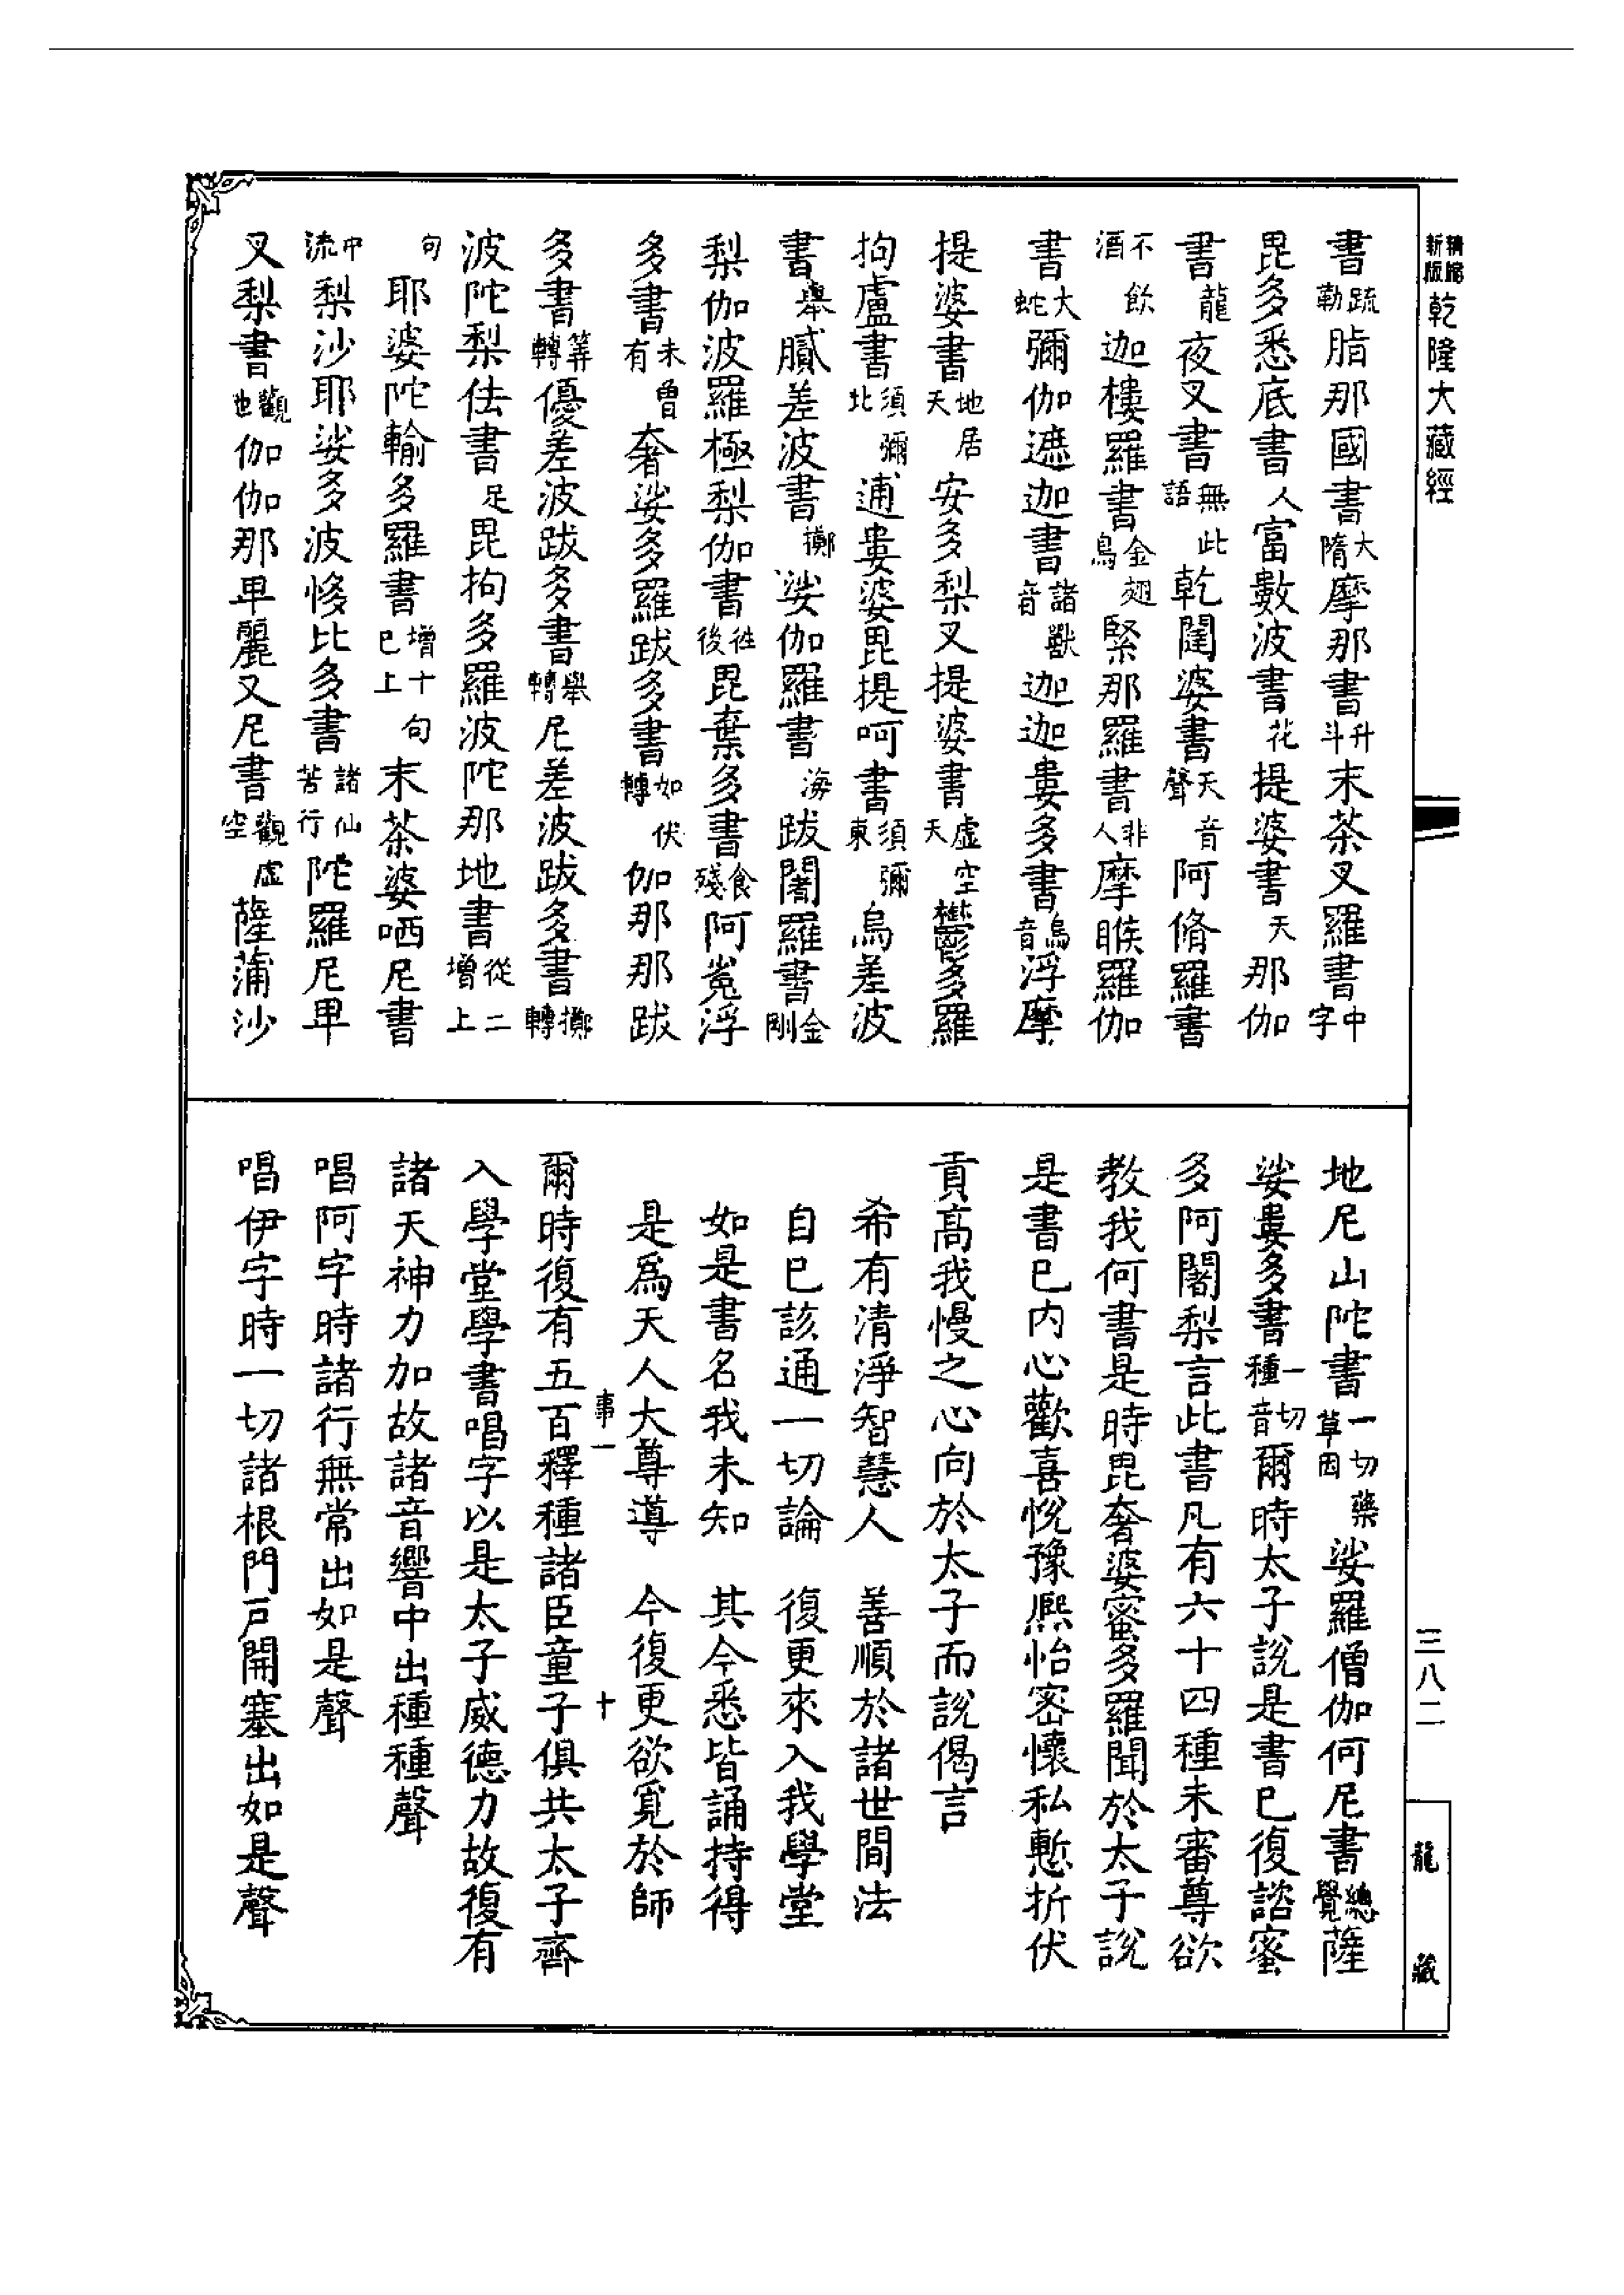 精縮新版乾隆大藏經
書疏勒脂那國書大隋摩那書斗升末茶叉羅書中字
毘多悉底書人富數波書花提婆書天那伽
書龍夜叉書無此語乾闥婆書天音聲阿脩羅書
不飲酒迦樓羅書金翅鳥緊那羅書非人摩睺羅伽
書大蛇彌伽遮迦書諸獸音迦迦婁多書烏音浮摩
提婆書地居天安多梨叉提婆書虛空天鬱多羅
拘盧書須彌北逋婁婆毘提呵書須彌東烏差波
書舉膩差波書擲娑伽羅書海跋闍羅書金剛
梨伽波羅極梨伽書往後毘棄多書食殘阿㝹浮
多書未曾有奢娑多羅跋多書如伏轉伽那那跋
多書筭轉優差波跋多書舉轉尼差波跋多書擲轉
波陀梨佉書足毘拘多羅波陀那地書從二增上
句耶婆陀輸多羅書增十句已上末茶婆哂尼書
中流梨沙耶娑多波恀比多書諸仙苦行陀羅尼卑
叉梨書觀地伽伽那卑麗叉尼書觀虛空薩蒲沙
地尼山陀書一切藥草因娑羅僧伽何尼書總覺薩
娑婁多書一切種音爾時太子說是書已復諮蜜
多阿闍梨言此書凡有六十四種未審尊欲
教我何書是時毘奢婆蜜多羅聞於太子說
是書已内心歡喜悅豫熈怡密懷私慙折伏
貢高我慢之心向於太子而說偈言
希有清淨智慧人　善順於諸世間法
自已該通一切論　復更來入我學堂
如是書名我未知　其今悉皆誦持得
是爲天人大尊導　今復更欲覓於師
事一　十
爾時復有五百釋種諸臣童子俱共太子齊
入學堂學書唱字以是太子威德力故復有
諸天神力加故諸音響中出種種聲
唱阿字時諸行無常出如是聲
唱伊字時一切諸根門戸開塞出如是聲
三八二
龍藏